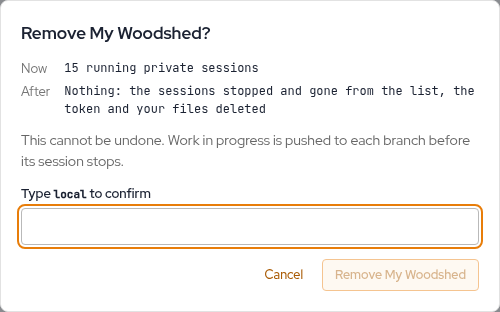 Remove My Woodshed?
Now 15 running private sessions
After Nothing: the sessions stopped and gone from the list, the
token and your files deleted
This cannot be undone. Work in progress is pushed to each branch before
its session stops.
Type local to confirm
Cancel Remove My Woodshed